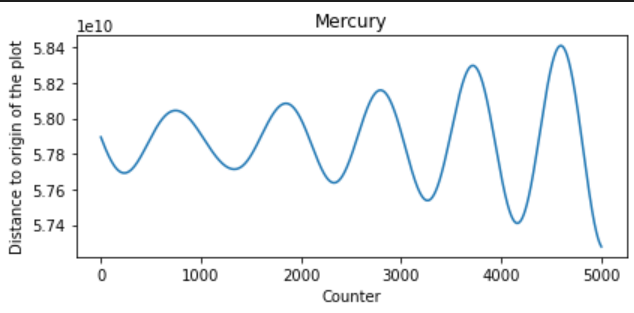 Mercury
1e10
5.84
5.82
5.80
5.78
5.76
5.74
Distance to origin of the plot
0 1000 2000 3000 4000 5000
Counter